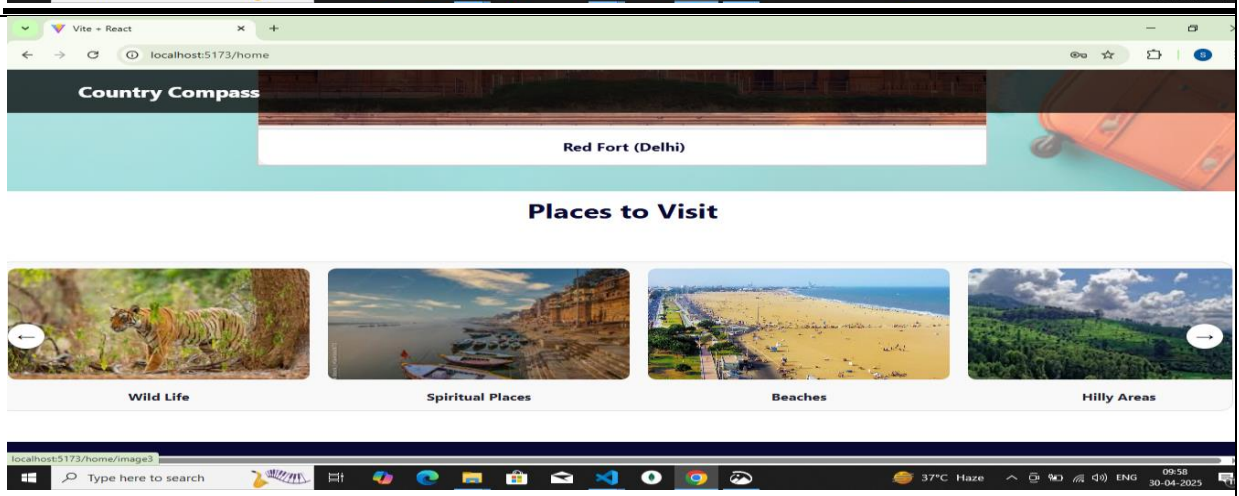 Vite + React
localhost:5173/home
S
Country Compass
Red Fort (Delhi)
Places to Visit
← →
Wild Life Spiritual Places Beaches Hilly Areas
localhost:5173/home/image3
Type here to search 37°C Haze ENG 09:58
30-04-2025